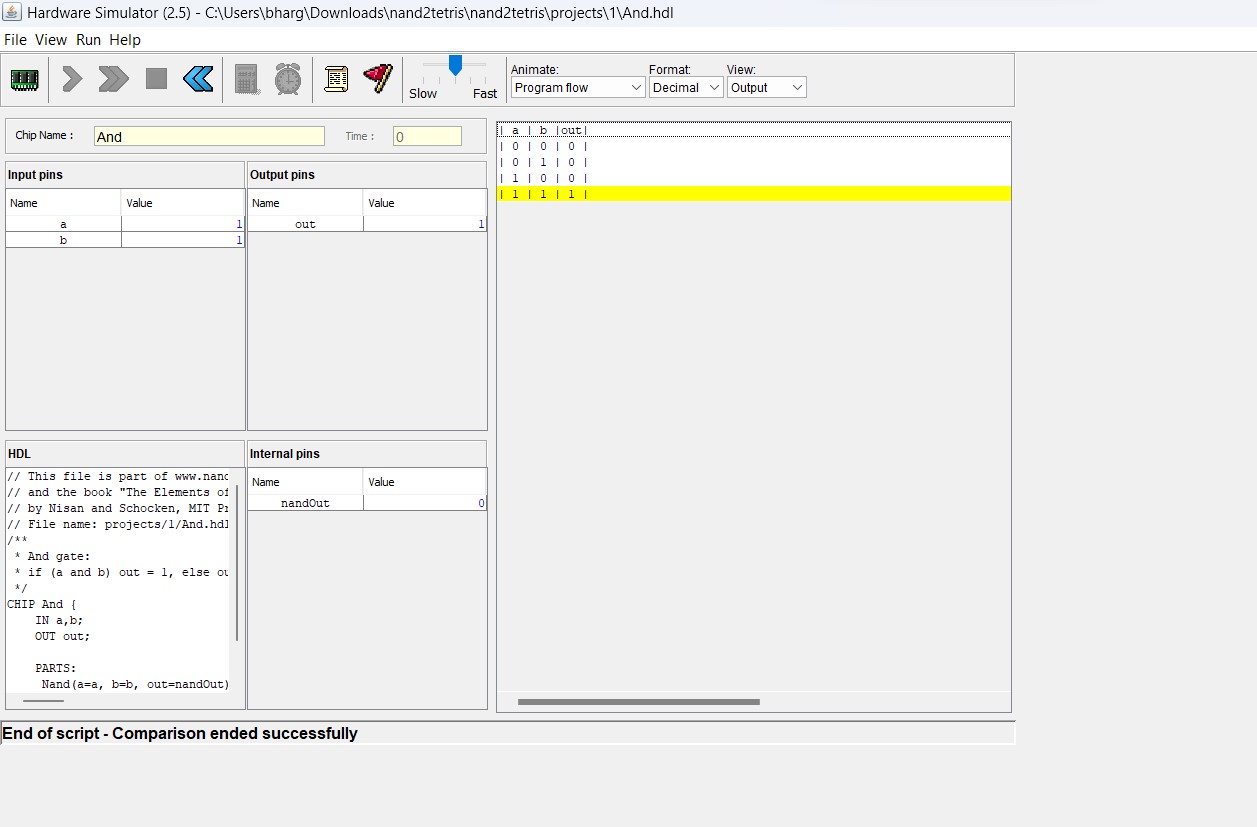 Hardware Simulator (2.5) - C:\Users\bharg\Downloads\nand2tetris\nand2tetris\projects\1\And.hdl
File View Run Help
Slow Fast
Animate: Format: View:
Program flow Decimal Output
Chip Name : And Time : 0
Input pins
Name Value
a 1
b 1
Output pins
Name Value
out 1
HDL
// This file is part of www.nand
// and the book "The Elements of
// by Nisan and Schocken, MIT Pr
// File name: projects/1/And.hdl
/**
* And gate:
* if (a and b) out = 1, else ou
*/
CHIP And {
IN a,b;
OUT out;
PARTS:
Nand(a=a, b=b, out=nandOut)
Internal pins
Name Value
nandOut 0
| a | b |out|
| 0 | 0 | 0 |
| 0 | 1 | 0 |
| 1 | 0 | 0 |
| 1 | 1 | 1 |
End of script - Comparison ended successfully